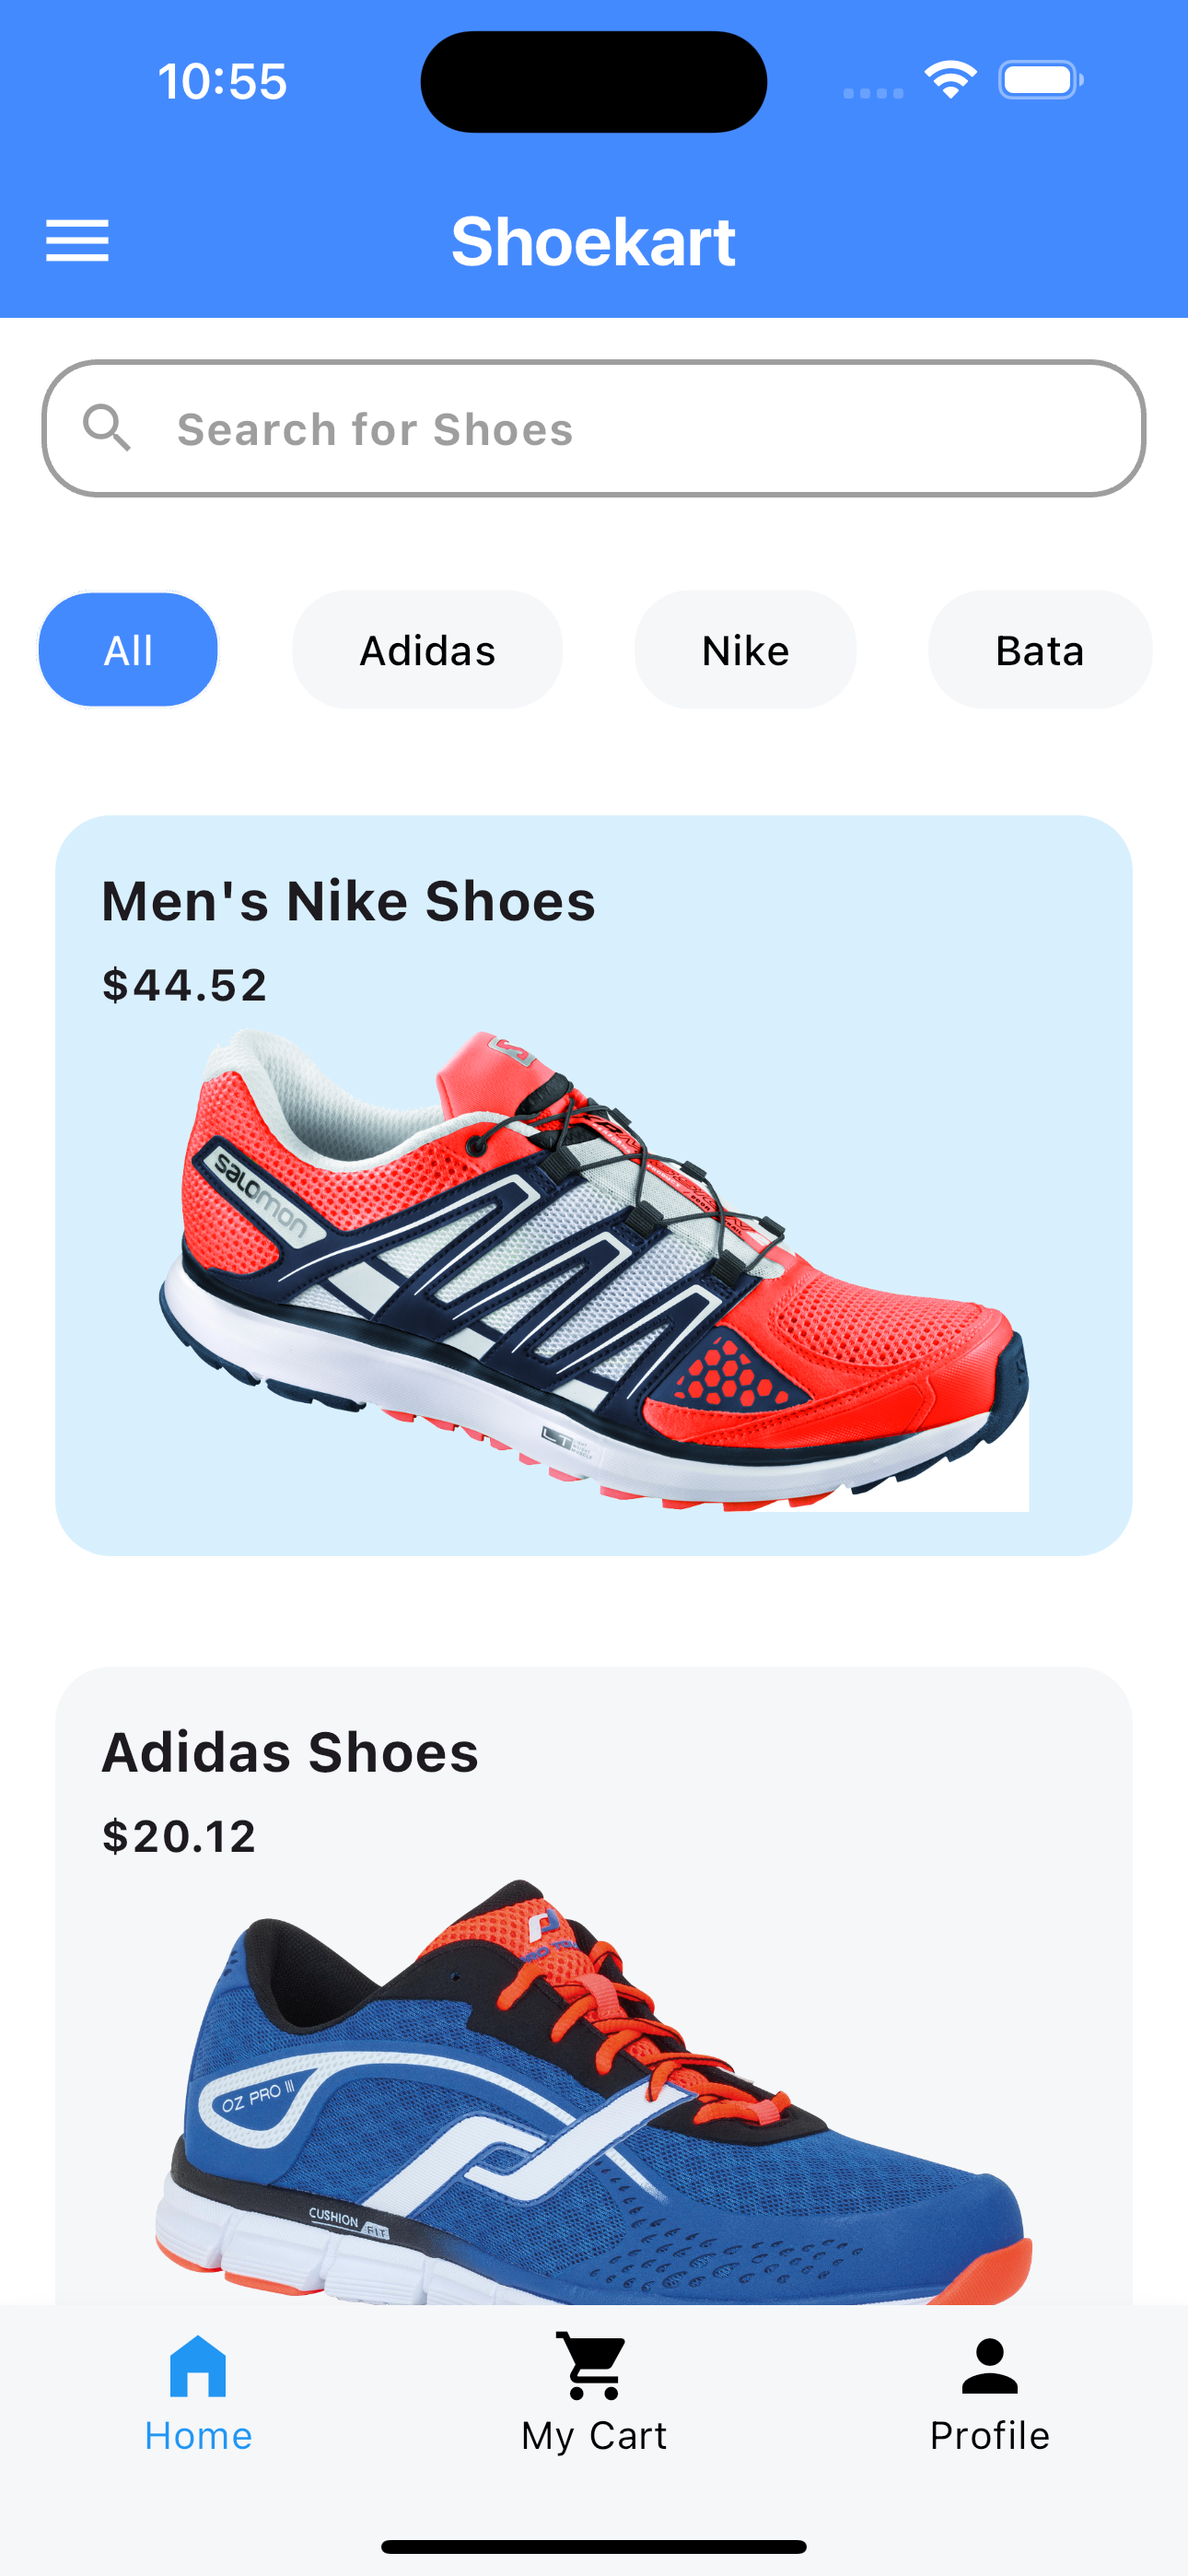 10:55
Shoekart
Search for Shoes
All
Adidas
Nike
Bata
Men's Nike Shoes
$44.52
salomon
LT
Adidas Shoes
$20.12
OZ PRO III
CUSHION FIT
Home
My Cart
Profile